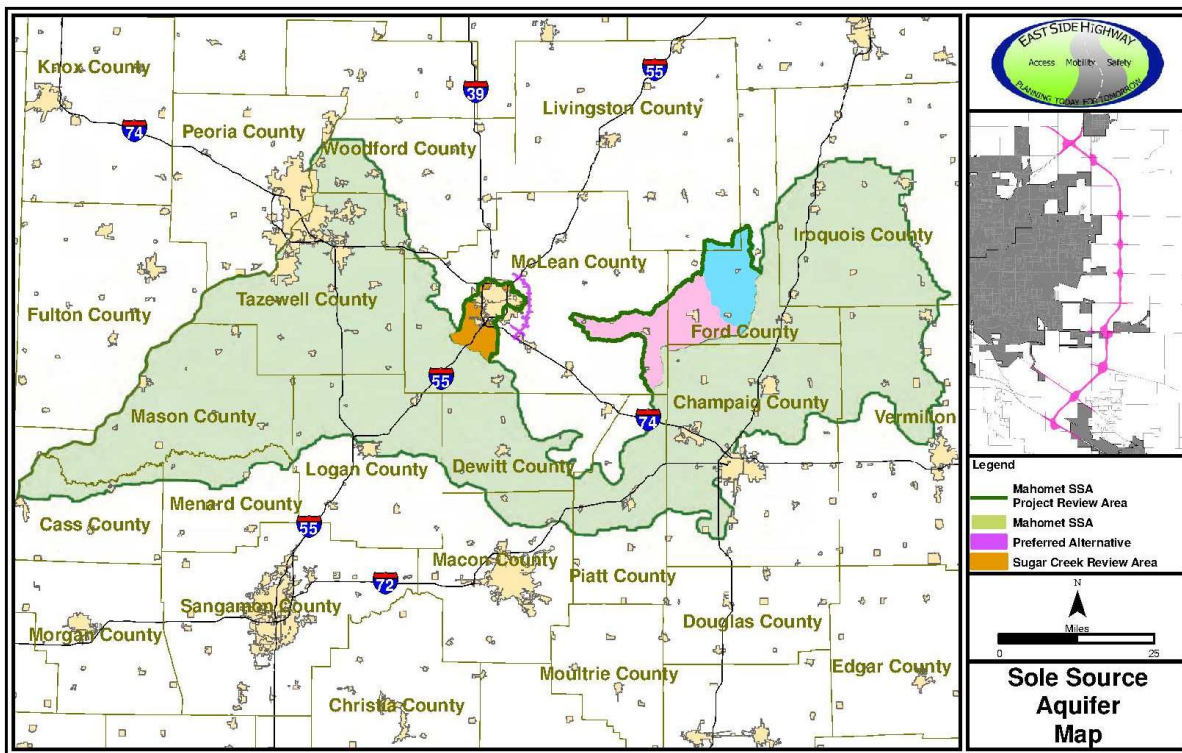 Knox County
74
Peoria County
Woodford County
39
55
Livingston County
McLean County
Iroquois County
Tazewell County
Fulton County
Ford County
55
Mason County
Champaig County
74
Vermilion
Logan County
Dewitt County
Menard County
Cass County
55
Macon County
Piatt County
72
Sangamon County
Morgan County
Douglas County
Moultrie County
Edgar County
Christia County
EAST SIDE HIGHWAY
Access Mobility Safety
PLANNING TODAY FOR TOMORROW
Legend
Mahomet SSA
Project Review Area
Mahomet SSA
Preferred Alternative
Sugar Creek Review Area
N
Miles
0 25
Sole Source
Aquifer
Map